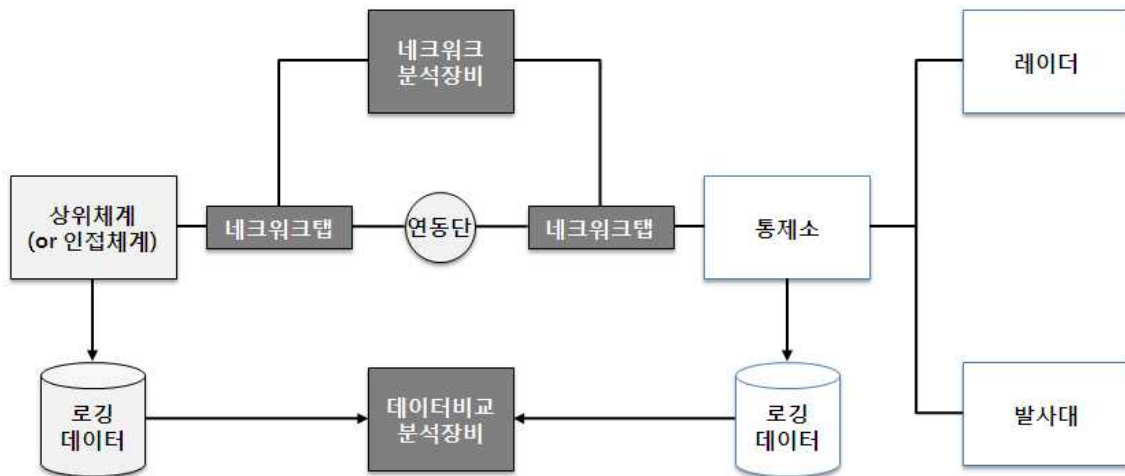 네크워크
분석장비
레이더
상위체계
(or 인접체계)
네크워크탭
연동단
네크워크탭
통제소
로깅
데이터
데이터비교
분석장비
로깅
데이터
발사대